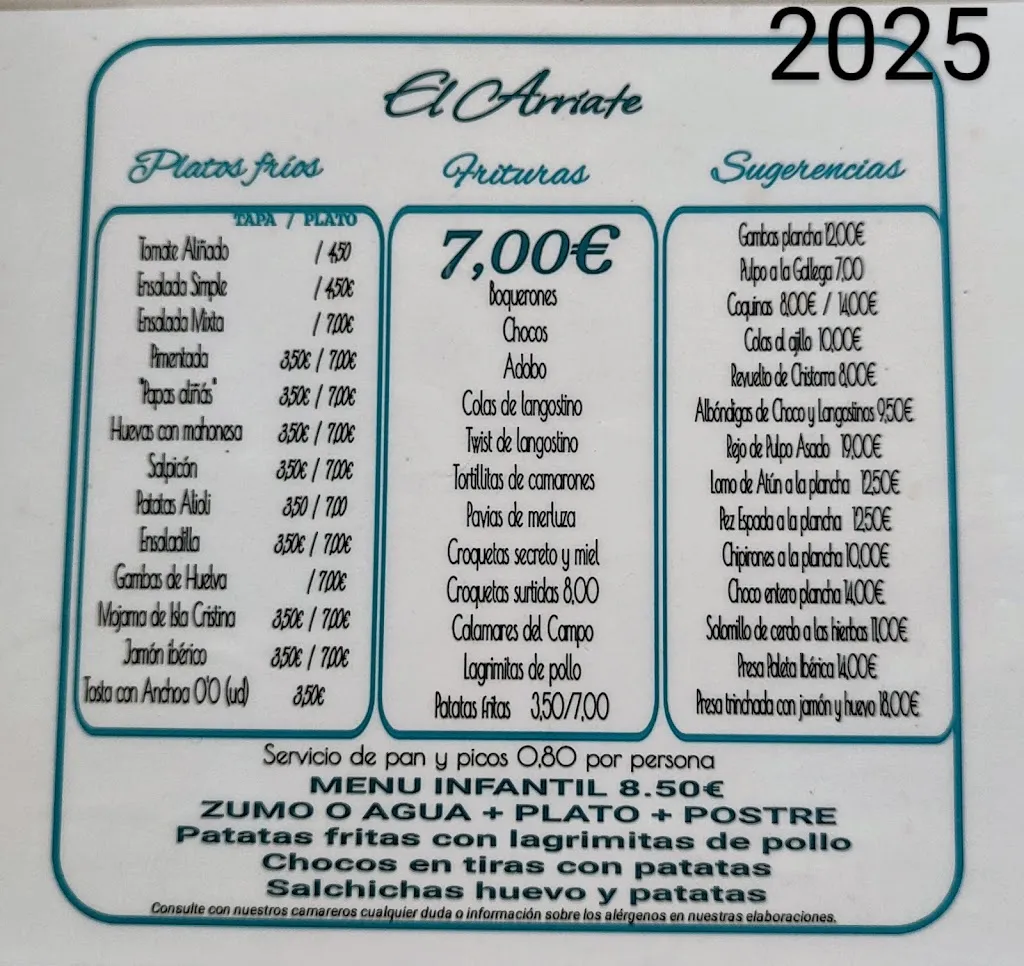 2025
El Arriate
Platos fríos
TAPA / PLATO
Tomate Aliñado / 4,50
Ensalada Simple / 4,50€
Ensalada Mixta / 7,00€
Pimentada 3,50€ / 7,00€
"Papas aliñás" 3,50€ / 7,00€
Huevas con mahonesa 3,50€ / 7,00€
Salpicón 3,50€ / 7,00€
Patatas Alioli 3,50 / 7,00
Ensaladilla 3,50€ / 7,00€
Gambas de Huelva / 7,00€
Mojama de Isla Cristina 3,50€ / 7,00€
Jamón ibérico 3,50€ / 7,00€
Tosta con Anchoa O'O (ud) 3,50€
Frituras
7,00€
Boquerones
Chocos
Adobo
Colas de langostino
Twist de langostino
Tortillitas de camarones
Pavias de merluza
Croquetas secreto y miel
Croquetas surtidas 8,00
Calamares del Campo
Lagrimitas de pollo
Patatas fritas 3,50/7,00
Sugerencias
Gambas plancha 12,00€
Pulpo a la Gallega 7,00
Coquinas 8,00€ / 14,00€
Colas al ajillo 10,00€
Revuelto de Chistorra 8,00€
Albóndigas de Choco y Langostinos 9,50€
Rejo de Pulpo Asado 19,00€
Lomo de Atún a la plancha 12,50€
Pez Espada a la plancha 12,50€
Chipirones a la plancha 10,00€
Choco entero plancha 14,00€
Solomillo de cerdo a las hierbas 11,00€
Presa Paleta Ibérica 14,00€
Presa trinchada con jamón y huevo 18,00€
Servicio de pan y picos 0,80 por persona
MENU INFANTIL 8.50€
ZUMO O AGUA + PLATO + POSTRE
Patatas fritas con lagrimitas de pollo
Chocos en tiras con patatas
Salchichas huevo y patatas
Consulte con nuestros camareros cualquier duda o información sobre los alérgenos en nuestras elaboraciones.